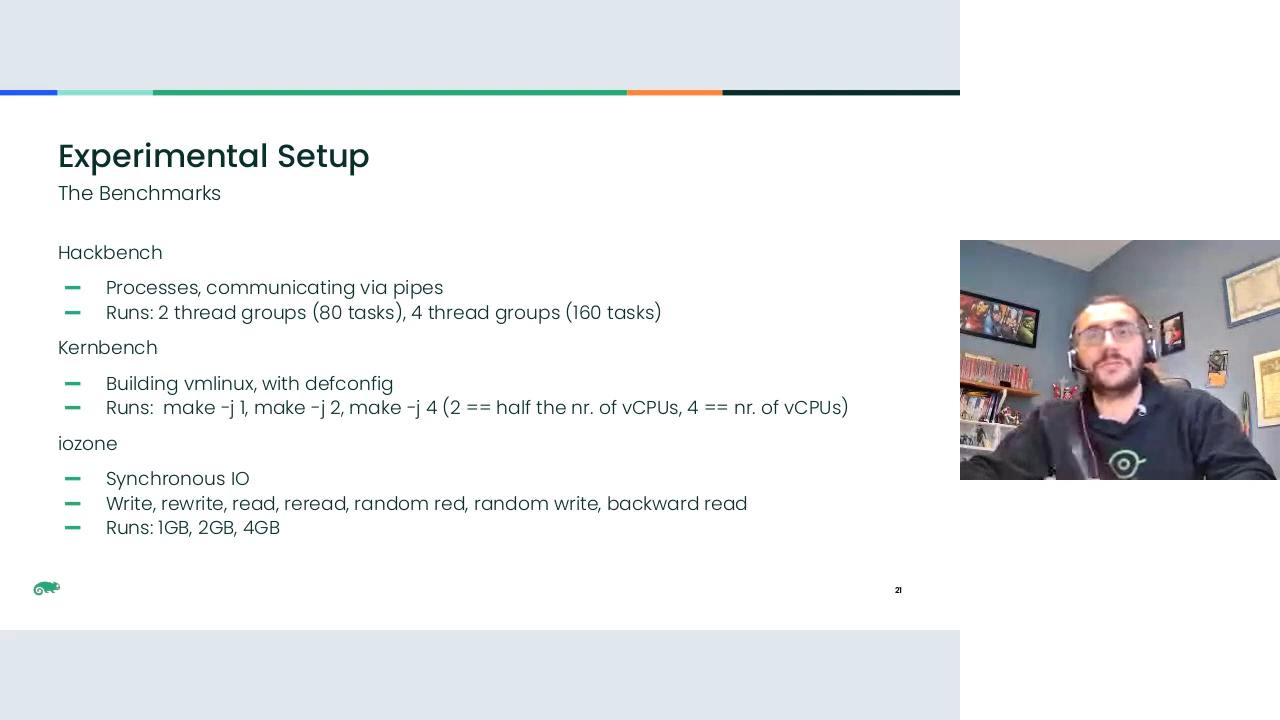 Experimental Setup
The Benchmarks
Hackbench
Processes, communicating via pipes
Runs: 2 thread groups (80 tasks), 4 thread groups (160 tasks)
Kernbench
Building vmlinux, with defconfig
Runs: make -j 1, make -j 2, make -j 4 (2 == half the nr. of vCPUs, 4 == nr. of vCPUs)
iozone
Synchronous IO
Write, rewrite, read, reread, random red, random write, backward read
Runs: 1GB, 2GB, 4GB
21